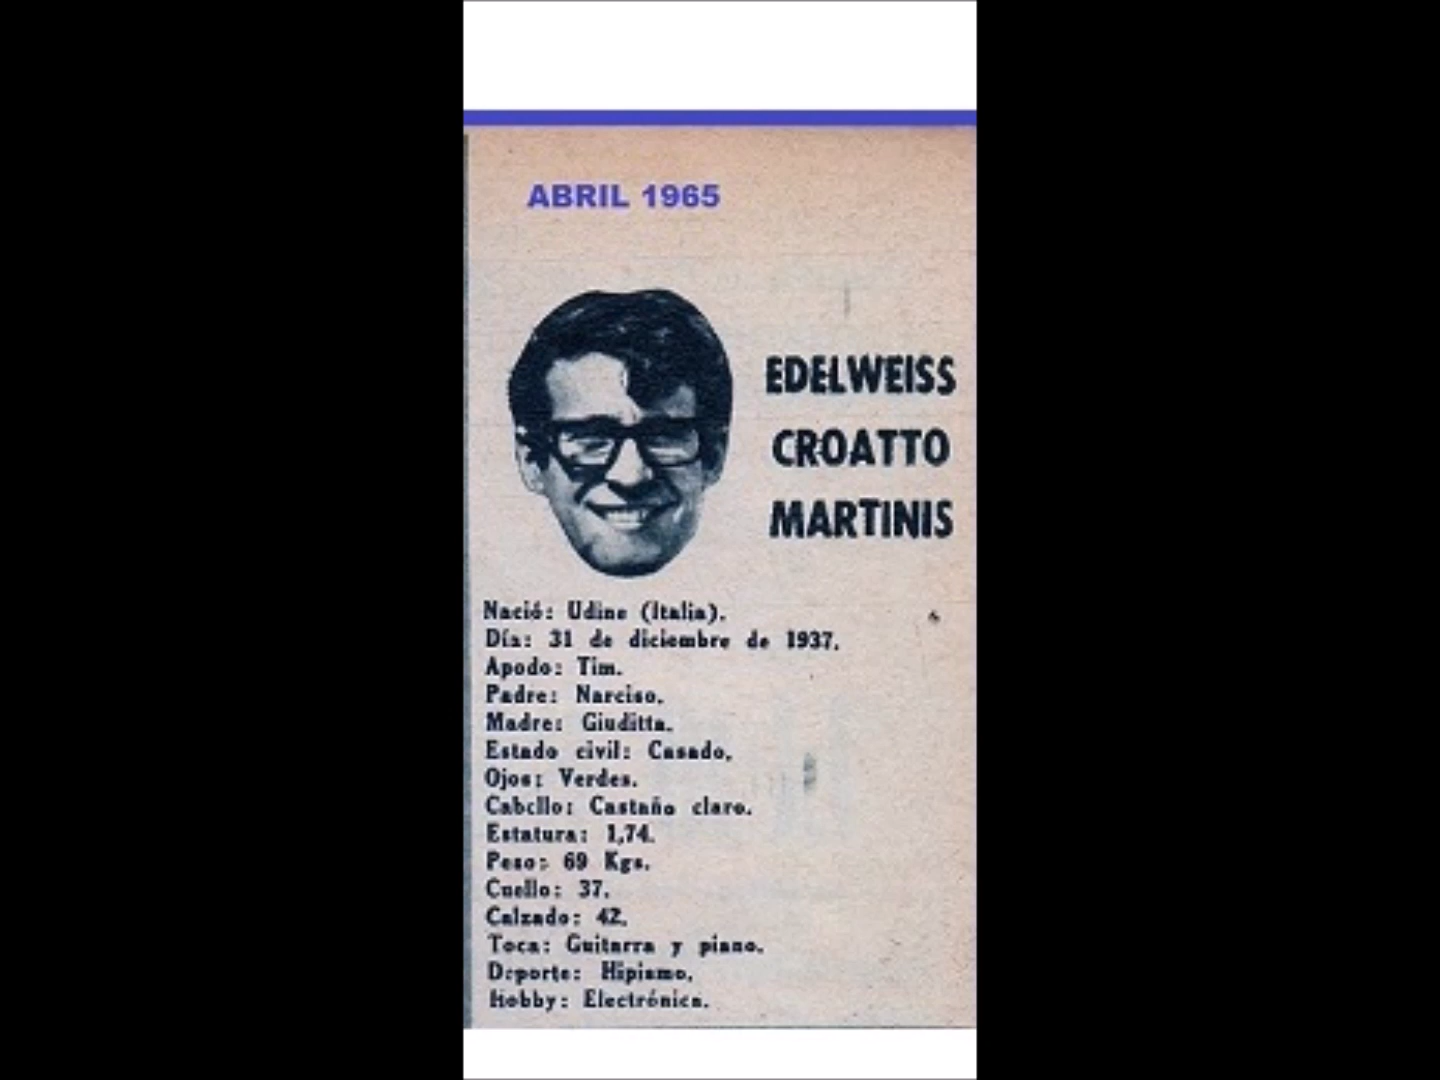 ABRIL 1965
EDELWEISS
CROATTO
MARTINIS
Nació: Udine (Italia).
Día: 31 de diciembre de 1937.
Apodo: Tim.
Padre: Narciso.
Madre: Giuditta.
Estado civil: Casado.
Ojos: Verdes.
Cabello: Castaño claro.
Estatura: 1,74.
Peso: 69 Kgs.
Cuello: 37.
Calzado: 42.
Toca: Guitarra y piano.
Deporte: Hipismo.
Hobby: Electrónica.